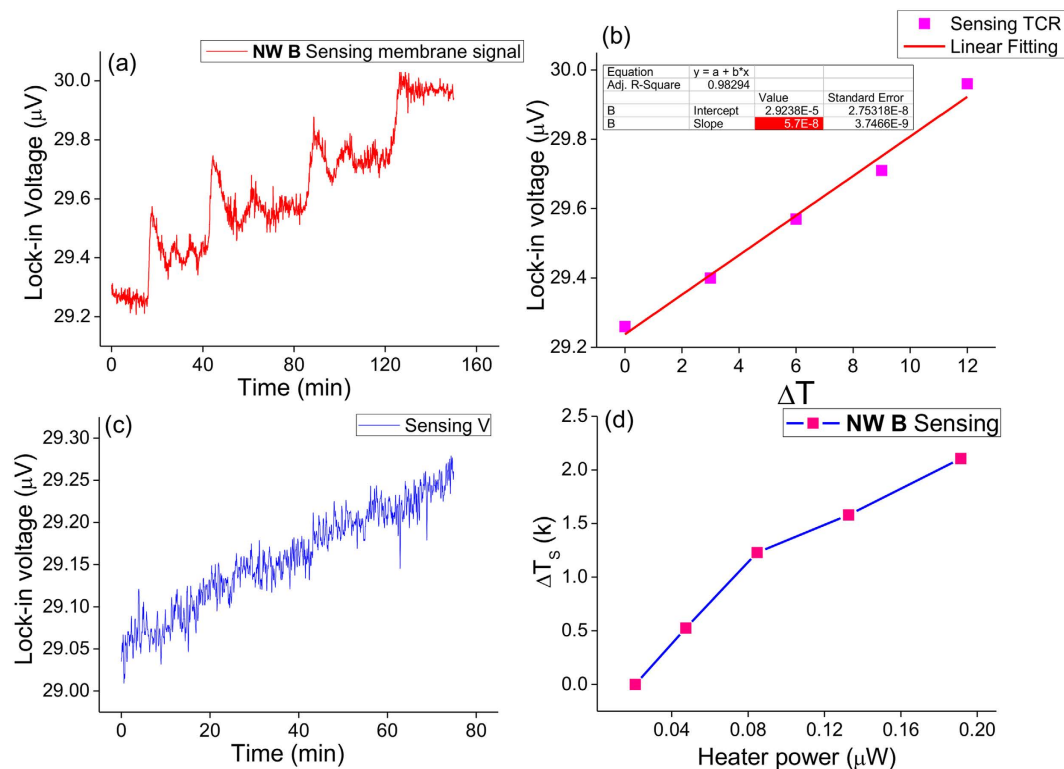 (a)
NW B Sensing membrane signal
30.0
29.8
29.6
29.4
29.2
Lock-in Voltage (μV)
0 40 80 120 160
Time (min)
(b)
Sensing TCR
Linear Fitting
Equation y = a + b*x
Adj. R-Square 0.98294
Value Standard Error
B Intercept 2.9238E-5 2.75318E-8
B Slope 5.7E-8 3.7466E-9
30.0
29.8
29.6
29.4
29.2
Lock-in voltage (μV)
0 2 4 6 8 10 12
ΔT
(c)
Sensing V
29.30
29.25
29.20
29.15
29.10
29.05
29.00
Lock-in voltage (μV)
0 20 40 60 80
Time (min)
(d)
NW B Sensing
2.5
2.0
1.5
1.0
0.5
0.0
ΔTs (k)
0.04 0.08 0.12 0.16 0.20
Heater power (μW)